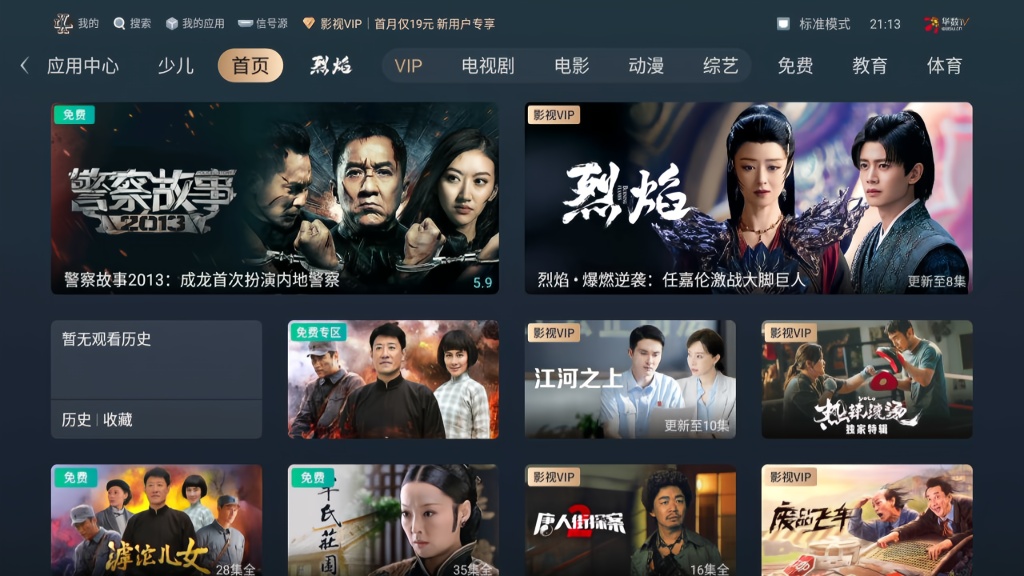 我的
搜索
我的应用
信号源
影视VIP
首月仅19元 新用户专享
标准模式
21:13
华数TV
应用中心
少儿
首页
烈焰
VIP
电视剧
电影
动漫
综艺
免费
教育
体育
免费
警察故事
2013
警察故事2013：成龙首次扮演内地警察
5.9
影视VIP
烈焰
烈焰·爆燃逆袭：任嘉伦激战大脚巨人
更新至8集
暂无观看历史
历史
收藏
免费专区
影视VIP
江河之上
更新至10集
影视VIP
YOLO
热辣滚烫
独家特辑
免费
滹沱儿女
28集全
免费
35集全
影视VIP
唐人街探案
2
16集全
影视VIP
废品飞车